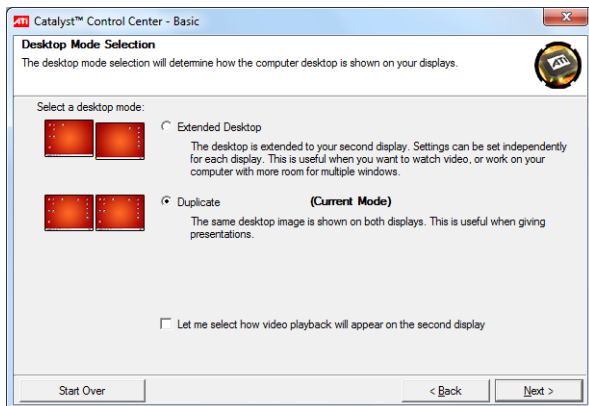 ATI Catalyst™ Control Center - Basic
Desktop Mode Selection
The desktop mode selection will determine how the computer desktop is shown on your displays.
ATI
Select a desktop mode:
Extended Desktop
The desktop is extended to your second display. Settings can be set independently
for each display. This is useful when you want to watch video, or work on your
computer with more room for multiple windows.
Duplicate (Current Mode)
The same desktop image is shown on both displays. This is useful when giving
presentations.
Let me select how video playback will appear on the second display
Start Over < Back Next >